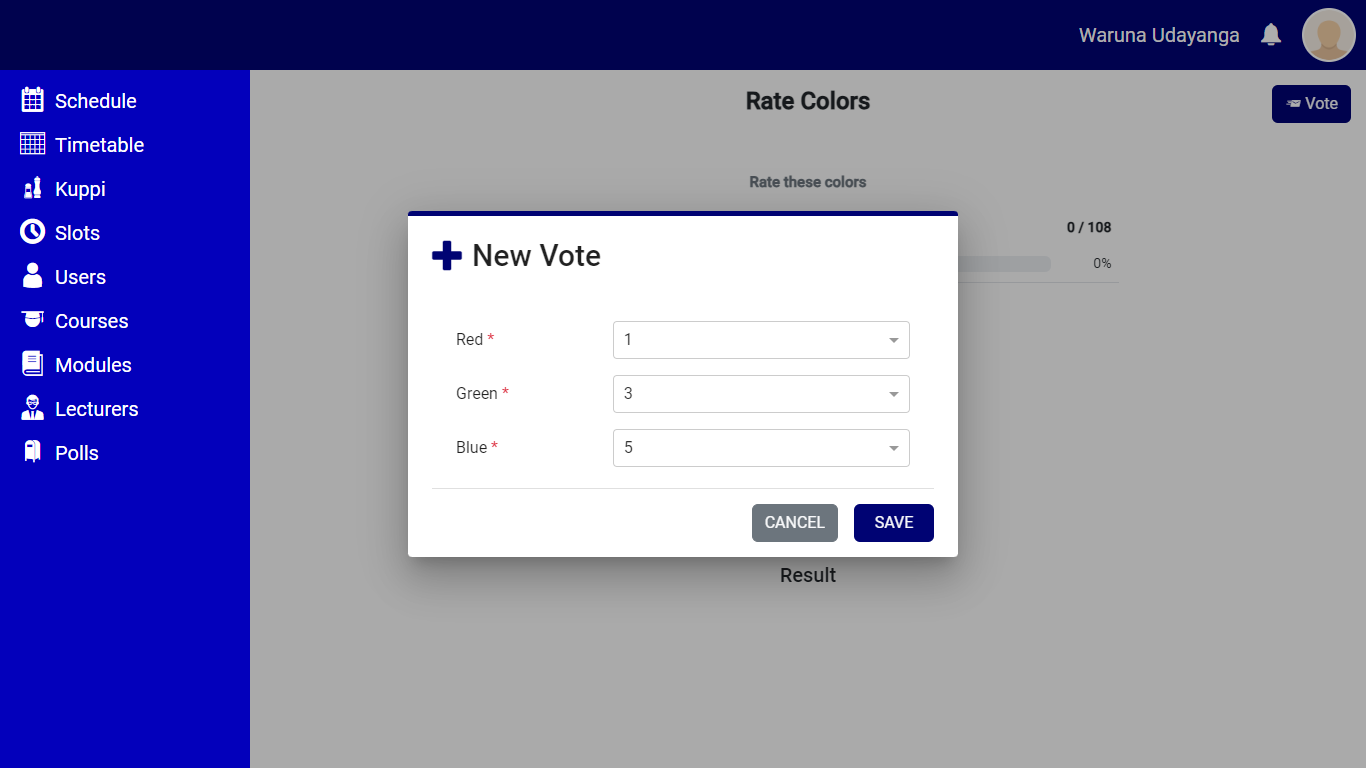 Waruna Udayanga
Schedule
Timetable
Kuppi
Slots
Users
Courses
Modules
Lecturers
Polls
Rate Colors
Vote
Rate these colors
0 / 108
0%
New Vote
Red *
1
Green *
3
Blue *
5
CANCEL
SAVE
Result